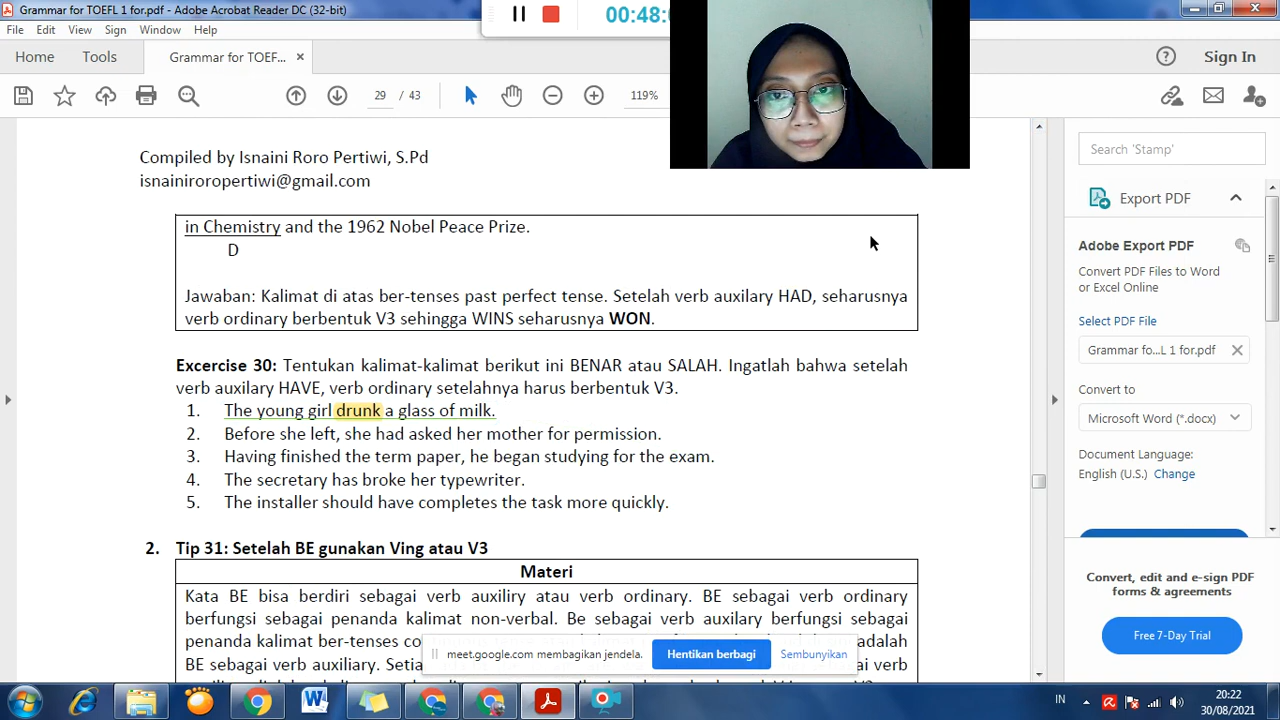 Grammar for TOEFL 1 for.pdf - Adobe Acrobat Reader DC (32-bit)
00:48:
File Edit View Sign Window Help
Home Tools Grammar for TOEF... × Sign In
29 / 43 119%
Compiled by Isnaini Roro Pertiwi, S.Pd
isnainiroropertiwi@gmail.com
in Chemistry and the 1962 Nobel Peace Prize.
D
Jawaban: Kalimat di atas ber-tenses past perfect tense. Setelah verb auxilary HAD, seharusnya
verb ordinary berbentuk V3 sehingga WINS seharusnya WON.
Excercise 30: Tentukan kalimat-kalimat berikut ini BENAR atau SALAH. Ingatlah bahwa setelah
verb auxilary HAVE, verb ordinary setelahnya harus berbentuk V3.
1. The young girl drunk a glass of milk.
2. Before she left, she had asked her mother for permission.
3. Having finished the term paper, he began studying for the exam.
4. The secretary has broke her typewriter.
5. The installer should have completes the task more quickly.
2. Tip 31: Setelah BE gunakan Ving atau V3
Materi
Kata BE bisa berdiri sebagai verb auxiliry atau verb ordinary. BE sebagai verb ordinary
berfungsi sebagai penanda kalimat non-verbal. Be sebagai verb auxilary berfungsi sebagai
penanda kalimat ber-tenses adalah
BE sebagai verb auxiliary. verb
Search 'Stamp'
Export PDF
Adobe Export PDF
Convert PDF Files to Word
or Excel Online
Select PDF File
Grammar fo...L 1 for.pdf
Convert to
Microsoft Word (*.docx)
Document Language:
English (U.S.) Change
Convert, edit and e-sign PDF
forms & agreements
Free 7-Day Trial
meet.google.com membagikan jendela. Hentikan berbagi Sembunyikan
IN 20:22
30/08/2021